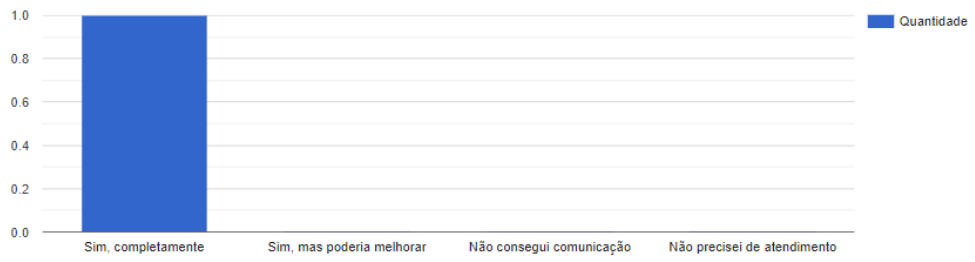 1.0
Quantidade
0.8
0.6
0.4
0.2
0.0
Sim, completamente
Sim, mas poderia melhorar
Não consegui comunicação
Não precisei de atendimento